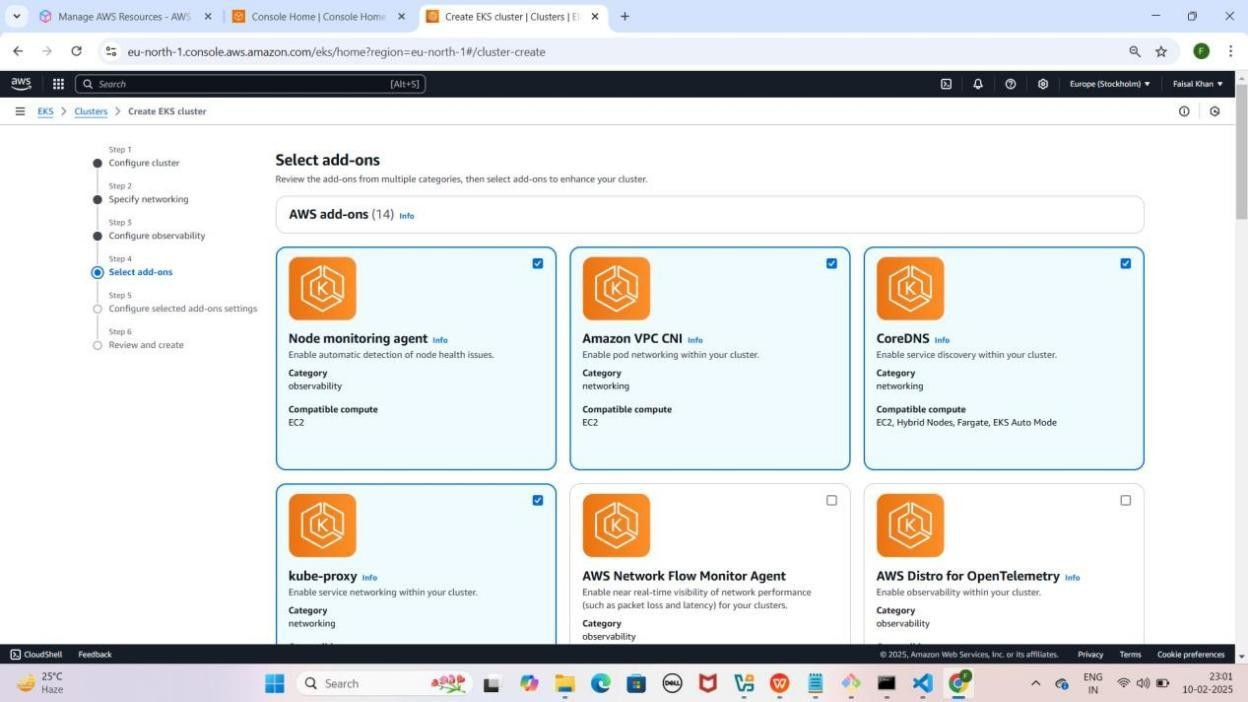 Manage AWS Resources - AWS
Console Home | Console Home
Create EKS cluster | Clusters | E
eu-north-1.console.aws.amazon.com/eks/home?region=eu-north-1#/cluster-create
F
aws
Search
[Alt+S]
Europe (Stockholm)
Faisal Khan
EKS
Clusters
Create EKS cluster
Step 1
Configure cluster
Step 2
Specify networking
Step 3
Configure observability
Step 4
Select add-ons
Step 5
Configure selected add-ons settings
Step 6
Review and create
Select add-ons
Review the add-ons from multiple categories, then select add-ons to enhance your cluster.
AWS add-ons (14) Info
Node monitoring agent Info
Enable automatic detection of node health issues.
Category
observability
Compatible compute
EC2
Amazon VPC CNI Info
Enable pod networking within your cluster.
Category
networking
Compatible compute
EC2
CoreDNS Info
Enable service discovery within your cluster.
Category
networking
Compatible compute
EC2, Hybrid Nodes, Fargate, EKS Auto Mode
kube-proxy Info
Enable service networking within your cluster.
Category
networking
AWS Network Flow Monitor Agent
Enable near real-time visibility of network performance
(such as packet loss and latency) for your clusters.
Category
observability
AWS Distro for OpenTelemetry Info
Enable observability within your cluster.
Category
observability
CloudShell
Feedback
© 2025, Amazon Web Services, Inc. or its affiliates.
Privacy
Terms
Cookie preferences
25°C
Haze
Search
DELL
ENG
IN
23:01
10-02-2025